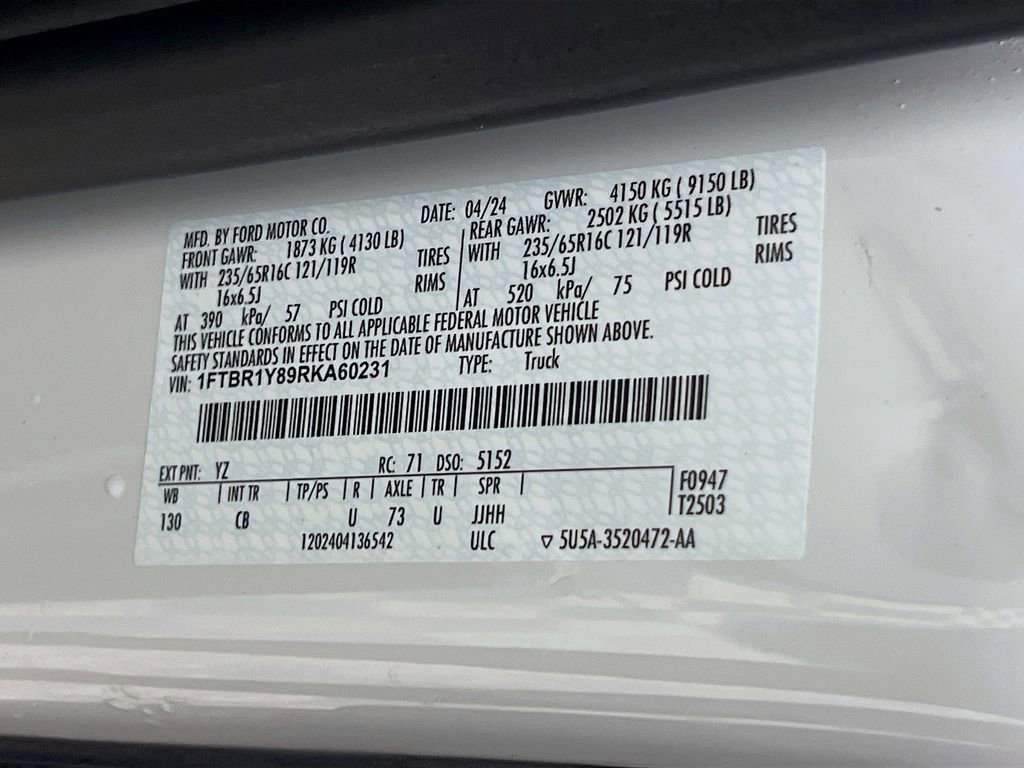 MFD. BY FORD MOTOR CO. DATE: 04/24 GVWR: 4150 KG ( 9150 LB)
FRONT GAWR: 1873 KG ( 4130 LB) REAR GAWR: 2502 KG ( 5515 LB)
WITH 235/65R16C 121/119R TIRES WITH 235/65R16C 121/119R TIRES
16x6.5J RIMS 16x6.5J RIMS
AT 390 kPa/ 57 PSI COLD AT 520 kPa/ 75 PSI COLD
THIS VEHICLE CONFORMS TO ALL APPLICABLE FEDERAL MOTOR VEHICLE
SAFETY STANDARDS IN EFFECT ON THE DATE OF MANUFACTURE SHOWN ABOVE.
VIN: 1FTBR1Y89RKA60231 TYPE: Truck
EXT PNT: YZ RC: 71 DSO: 5152
WB INT TR TP/PS R AXLE TR SPR F0947
130 CB U 73 U JJHH T2503
1202404136542 ULC ▽ 5U5A-3520472-AA